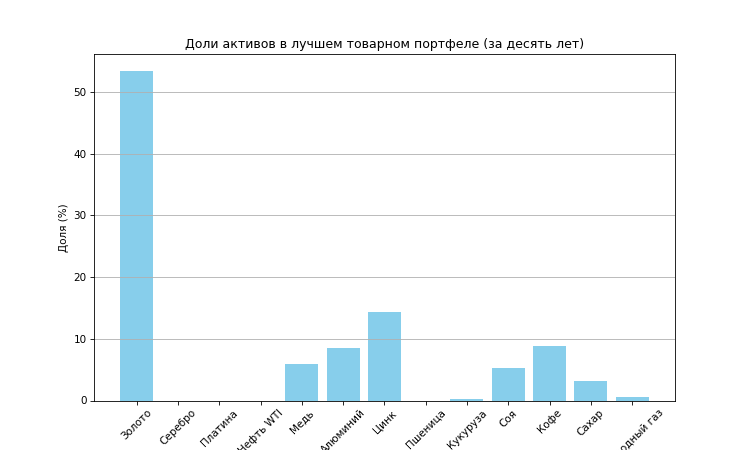 Доли активов в лучшем товарном портфеле (за десять лет)
Доля (%)
50
40
30
20
10
0
Золото
Серебро
Платина
Нефть WTI
Медь
Алюминий
Цинк
Пшеница
Кукуруза
Соя
Кофе
Сахар
газ